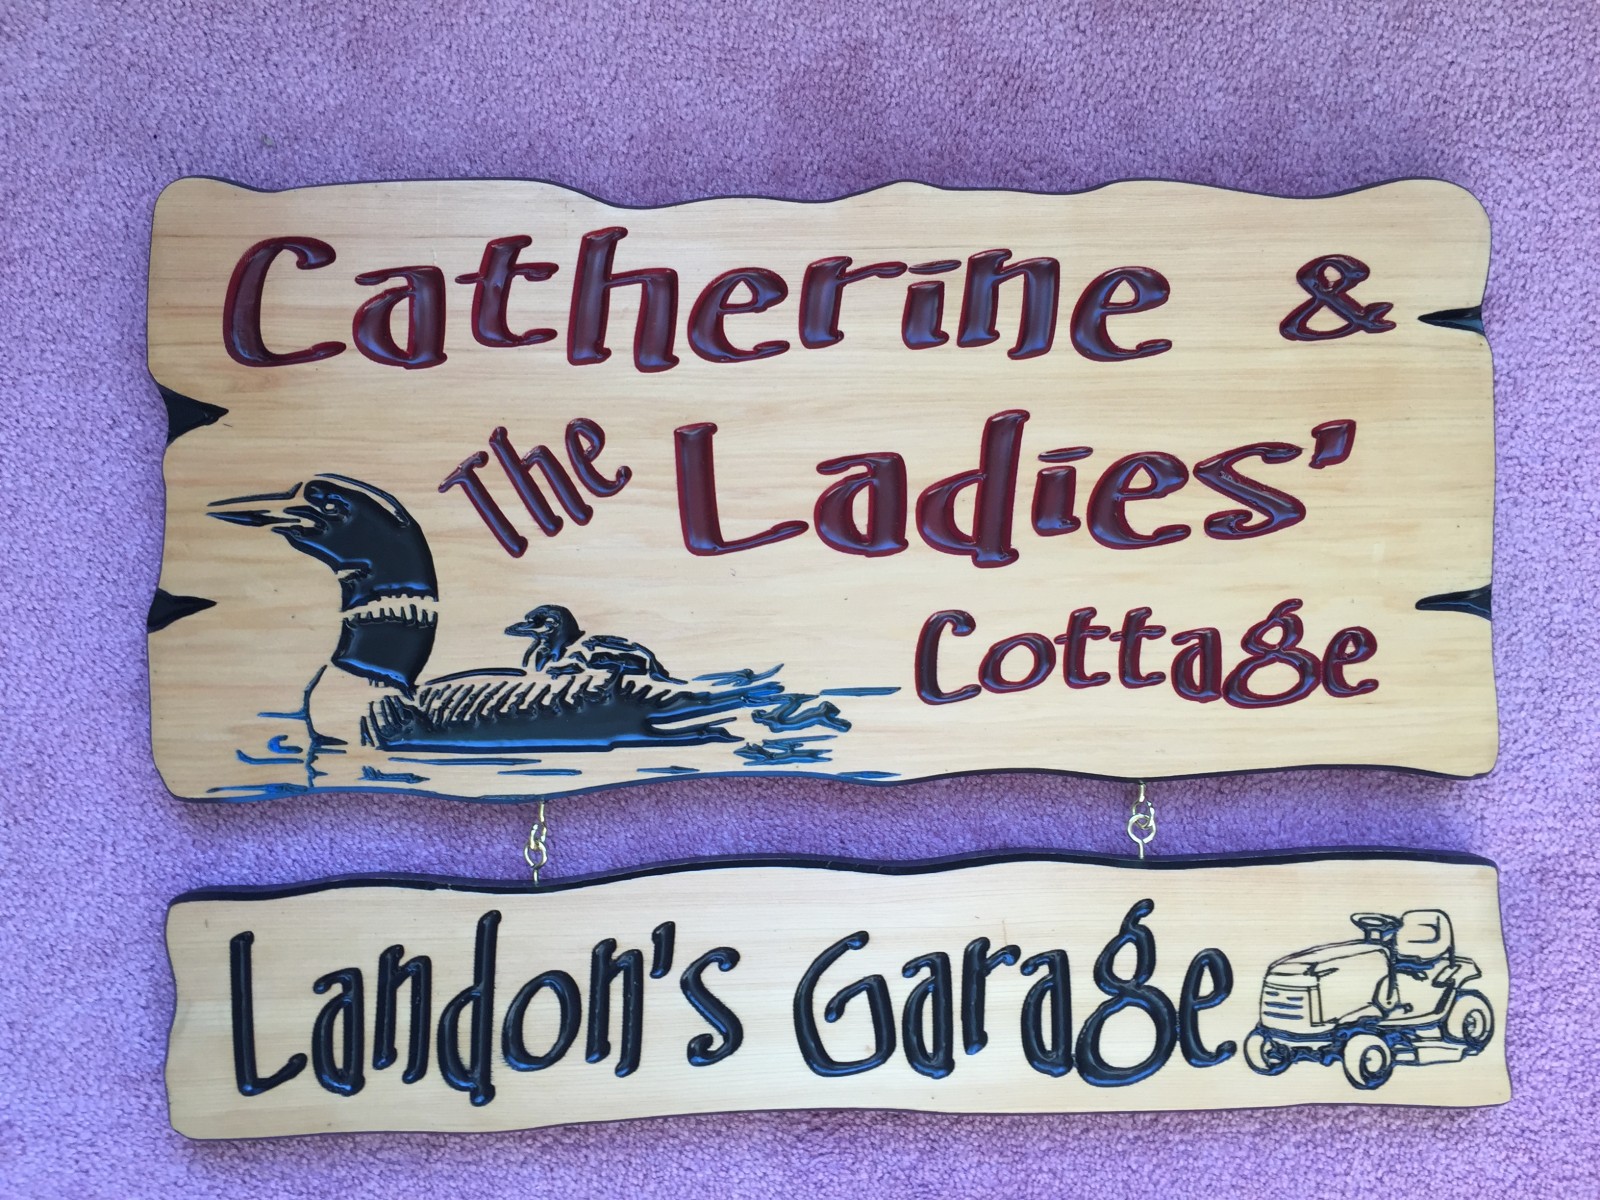 Catherine &
The Ladies'
Cottage
Landon's Garage